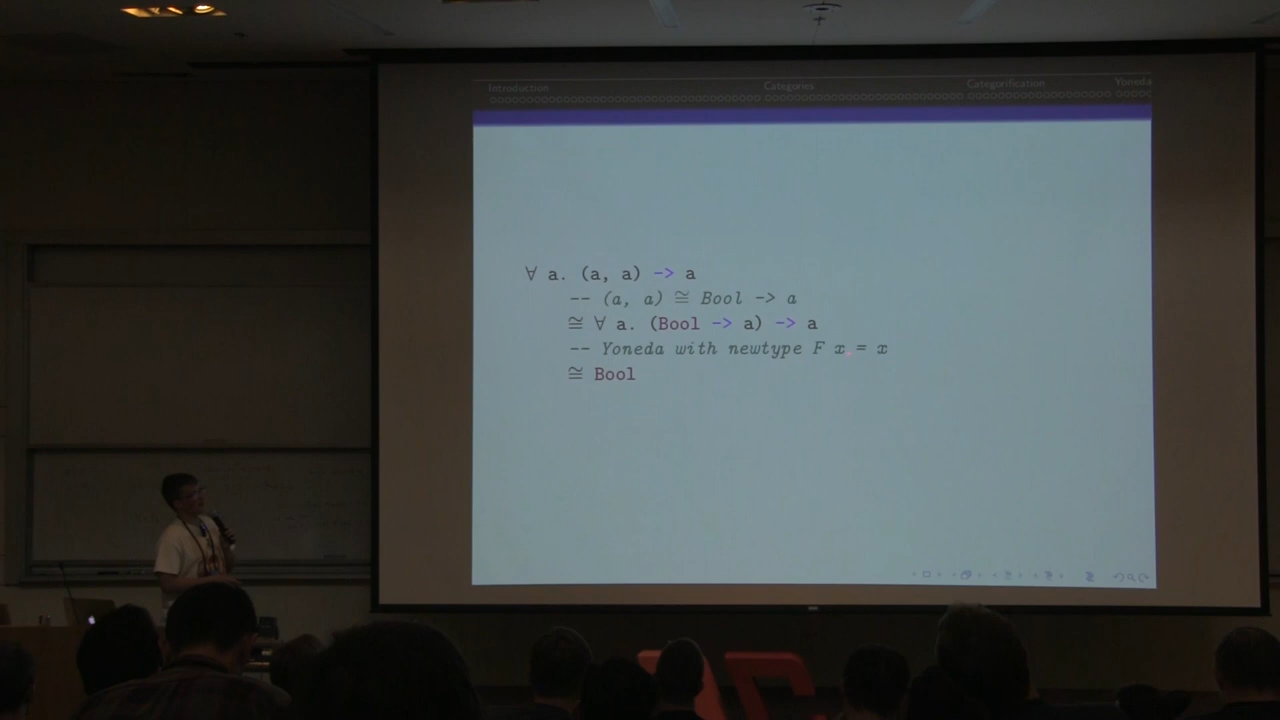 Introduction Categories Categorification Yoneda
∀ a. (a, a) -> a
-- (a, a) ≅ Bool -> a
≅ ∀ a. (Bool -> a) -> a
-- Yoneda with newtype F x = x
≅ Bool